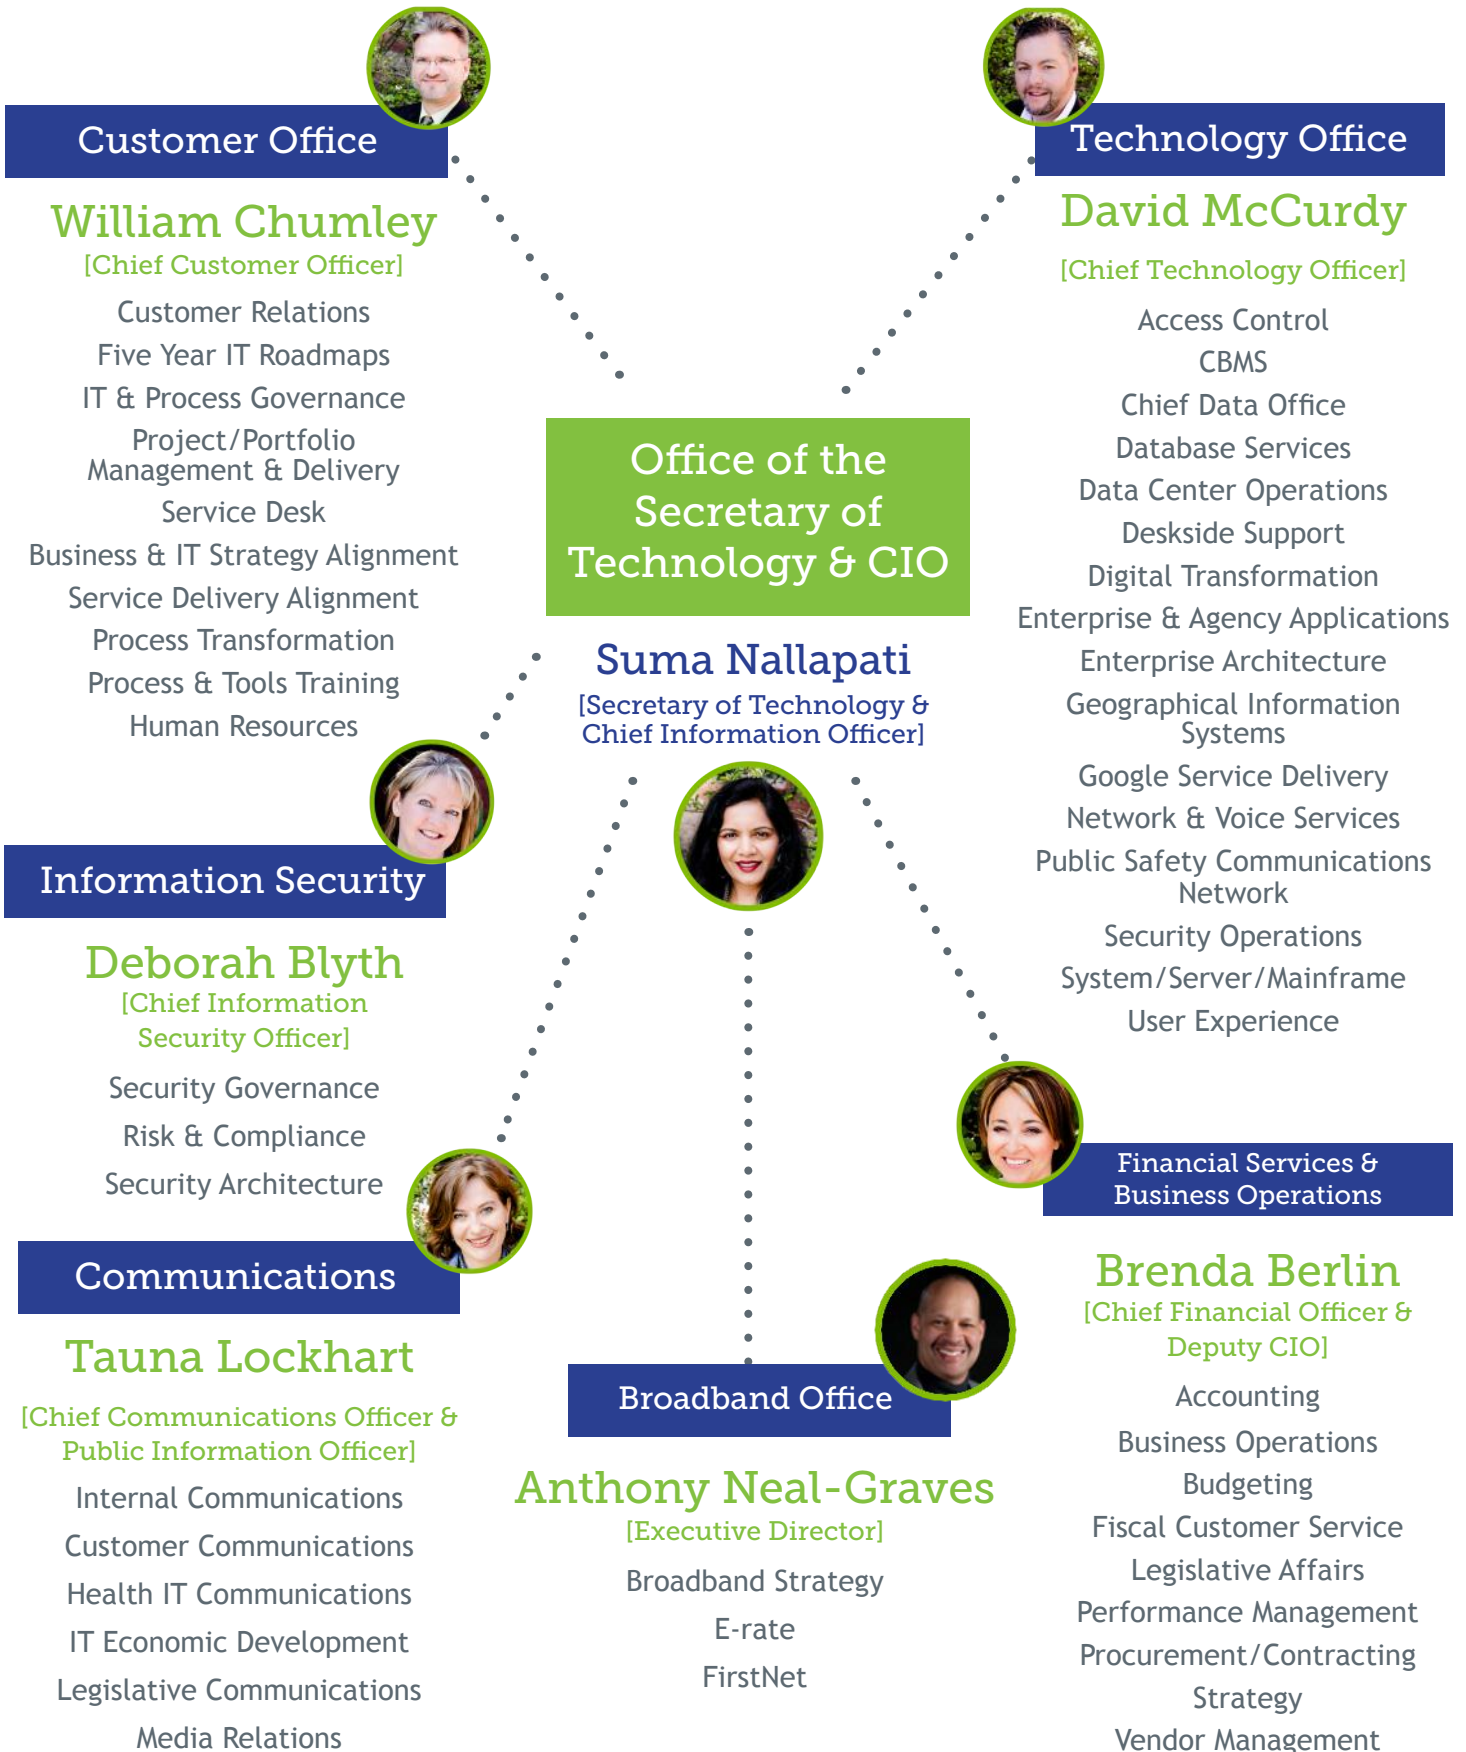 Customer Office
William Chumley
[Chief Customer Officer]
Customer Relations
Five Year IT Roadmaps
IT & Process Governance
Project/Portfolio
Management & Delivery
Service Desk
Business & IT Strategy Alignment
Service Delivery Alignment
Process Transformation
Process & Tools Training
Human Resources
Technology Office
David McCurdy
[Chief Technology Officer]
Access Control
CBMS
Chief Data Office
Database Services
Data Center Operations
Deskside Support
Digital Transformation
Enterprise & Agency Applications
Enterprise Architecture
Geographical Information
Systems
Google Service Delivery
Network & Voice Services
Public Safety Communications
Network
Security Operations
System/Server/Mainframe
User Experience
Office of the
Secretary of
Technology & CIO
Suma Nallapati
[Secretary of Technology &
Chief Information Officer]
Information Security
Deborah Blyth
[Chief Information
Security Officer]
Security Governance
Risk & Compliance
Security Architecture
Communications
Tauna Lockhart
[Chief Communications Officer &
Public Information Officer]
Internal Communications
Customer Communications
Health IT Communications
IT Economic Development
Legislative Communications
Media Relations
Broadband Office
Anthony Neal-Graves
[Executive Director]
Broadband Strategy
E-rate
FirstNet
Financial Services &
Business Operations
Brenda Berlin
[Chief Financial Officer &
Deputy CIO]
Accounting
Business Operations
Budgeting
Fiscal Customer Service
Legislative Affairs
Performance Management
Procurement/Contracting
Strategy
Vendor Management